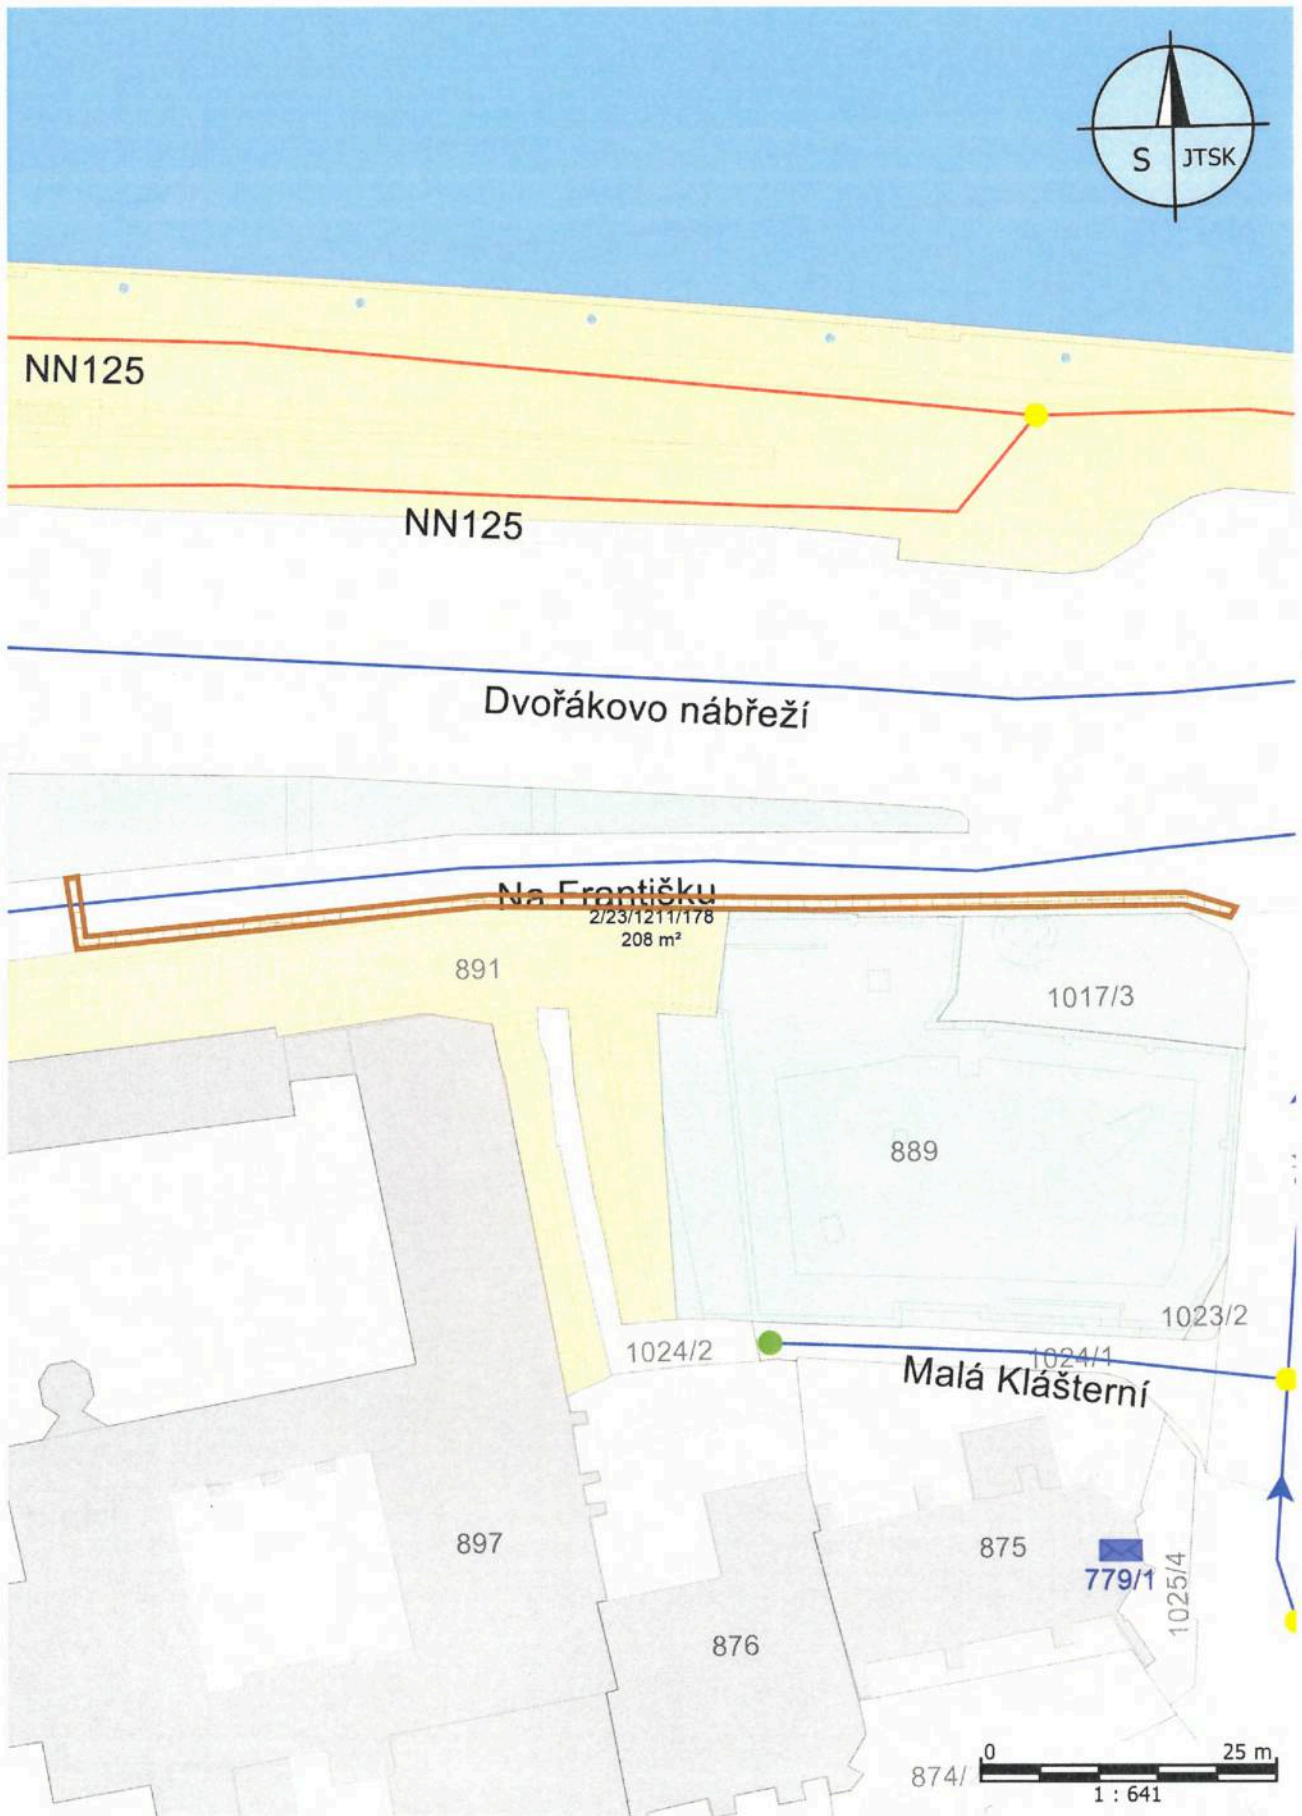 S JTSK
NN125
NN125
Dvořákovo nábřeží
Na Františku
2/23/1211/178
208 m²
891
1017/3
889
1023/2
1024/2
1024/1
Malá Klášterní
897
875
779/1
1025/4
876
874/
0 25 m
1 : 641